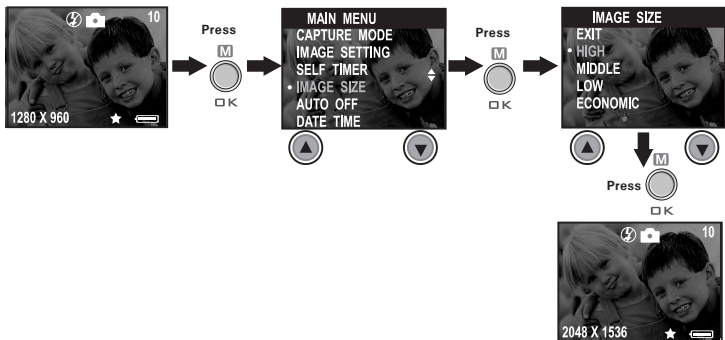 10
1280 X 960
Press
M
OK
MAIN MENU
CAPTURE MODE
IMAGE SETTING
SELF TIMER
• IMAGE SIZE
AUTO OFF
DATE TIME
Press
M
OK
IMAGE SIZE
EXIT
• HIGH
MIDDLE
LOW
ECONOMIC
M
Press
OK
10
2048 X 1536